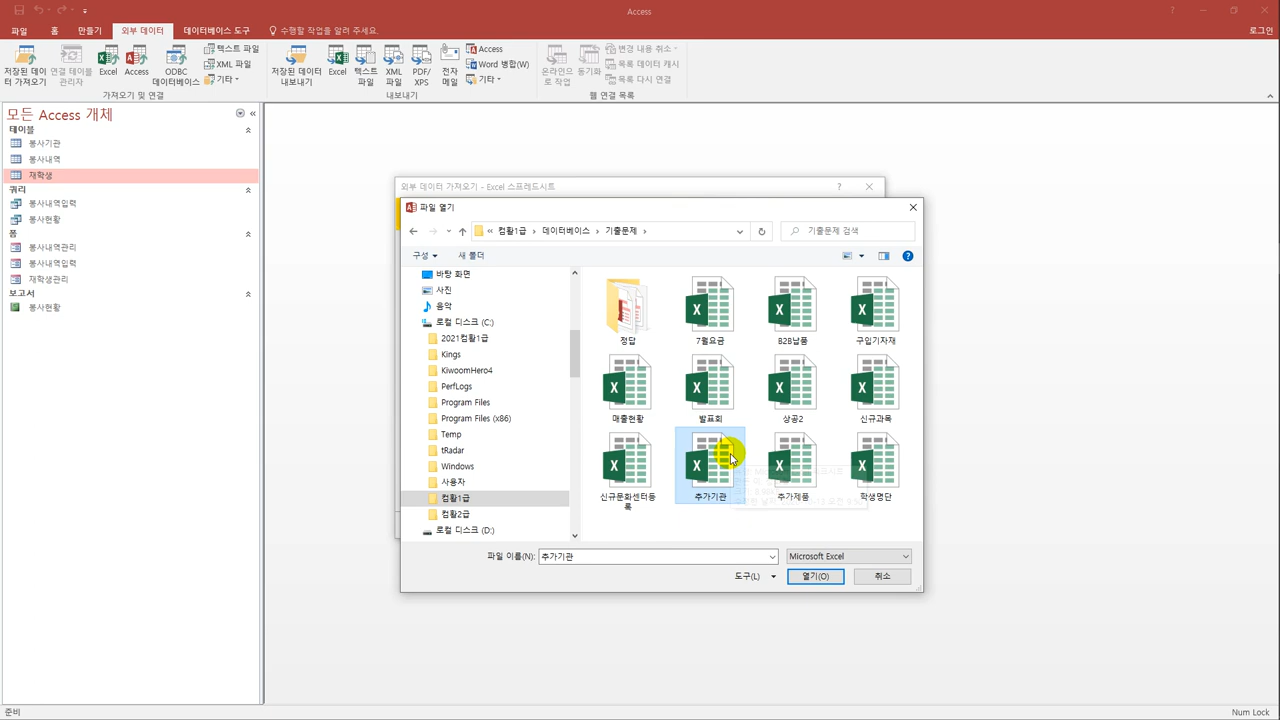 Access
파일 홈 만들기 외부 데이터 데이터베이스 도구 수행할 작업을 알려 주세요. 로그인
저장된 데이터 가져오기
연결 테이블 관리자
Excel
Access
ODBC 데이터베이스
텍스트 파일
XML 파일
기타
가져오기 및 연결
저장된 데이터 내보내기
Excel
텍스트 파일
XML 파일
PDF/XPS
전자 메일
Access
Word 병합(W)
기타
내보내기
온라인으로 작업
동기화
변경 내용 취소
목록 데이터 캐시
목록 다시 연결
웹 연결 목록
모든 Access 개체
테이블
봉사기관
봉사내역
재학생
쿼리
봉사내역입력
봉사현황
폼
봉사내역관리
봉사내역입력
재학생관리
보고서
봉사현황
외부 데이터 가져오기 - Excel 스프레드시트
파일 열기
« 컴활1급 › 데이터베이스 › 기출문제 ›
기출문제 검색
구성 새 폴더
바탕 화면
사진
음악
로컬 디스크 (C:)
2021컴활1급
Kings
KiwoomHero4
PerfLogs
Program Files
Program Files (x86)
Temp
tRadar
Windows
사용자
컴활1급
컴활2급
로컬 디스크 (D:)
정답 7월요금 B2B납품 구입기자재
매출현황 발표회 상공2 신규과목
신규문화센터등록 추가기관 추가제품 학생명단
파일 이름(N): 추가기관 Microsoft Excel
도구(L) 열기(O) 취소
준비 Num Lock